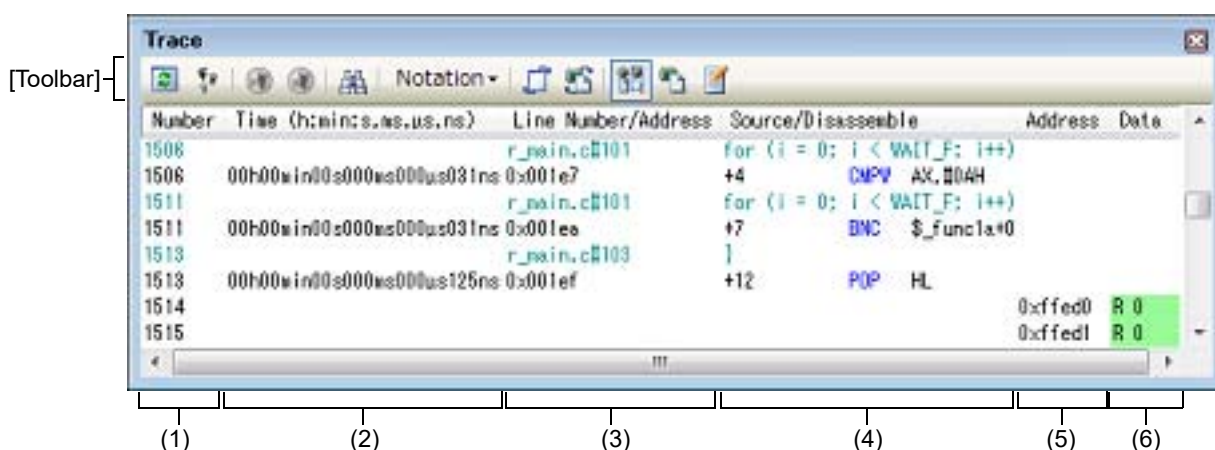 Trace
[Toolbar]
Notation
Number Time (h:min:s.ms.µs.ns) Line Number/Address Source/Disassemble Address Data
1506 r_main.c#101 for (i = 0; i < WAIT_F; i++)
1506 00h00min00s000ms000µs031ns 0x001e7 +4 CMPW AX,#0AH
1511 r_main.c#101 for (i = 0; i < WAIT_F; i++)
1511 00h00min00s000ms000µs031ns 0x001ea +7 BNC $_func1a+0
1513 r_main.c#103 }
1513 00h00min00s000ms000µs125ns 0x001ef +12 POP HL
1514 0xffed0 R 0
1515 0xffed1 R 0
(1) (2) (3) (4) (5) (6)